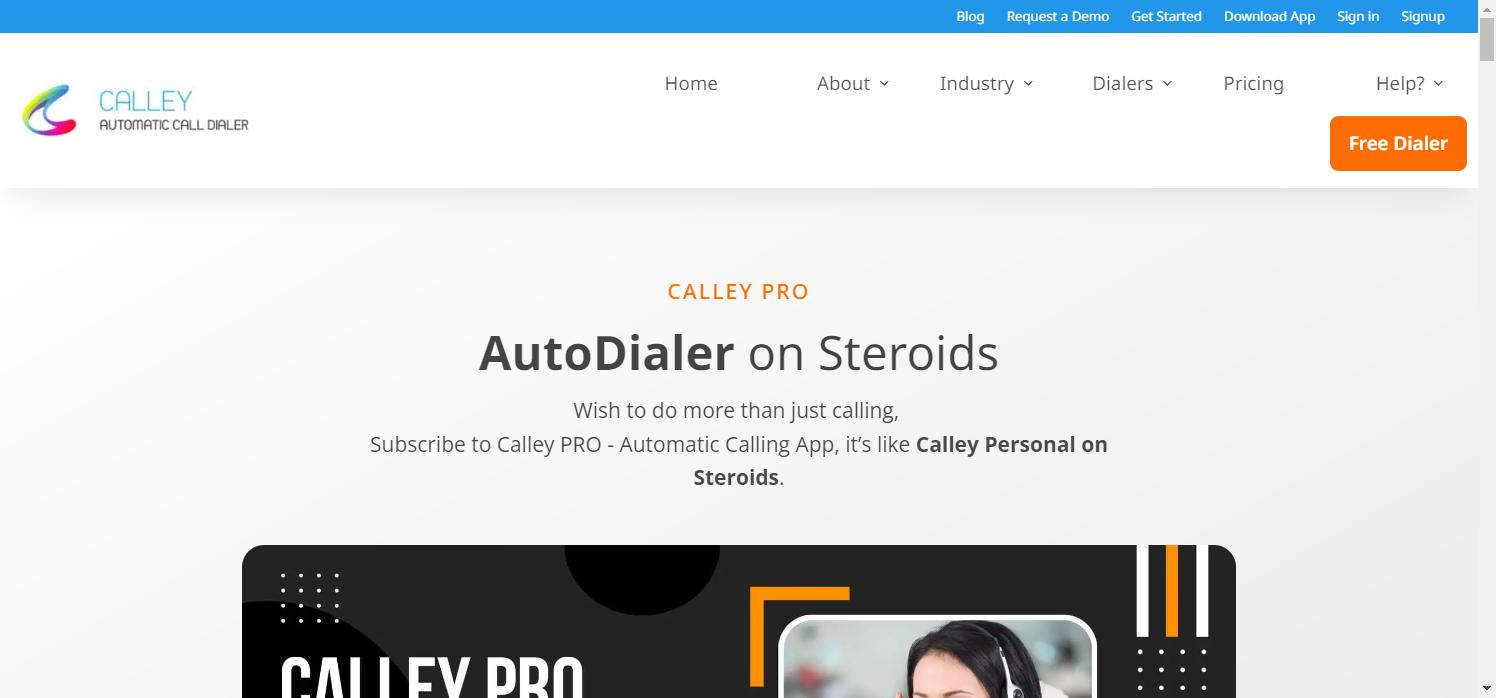 Blog Request a Demo Get Started Download App Sign in Signup
CALLEY
AUTOMATIC CALL DIALER
Home About Industry Dialers Pricing Help?
Free Dialer
CALLEY PRO
AutoDialer on Steroids
Wish to do more than just calling,
Subscribe to Calley PRO - Automatic Calling App, it’s like Calley Personal on
Steroids.
CALLEY PRO